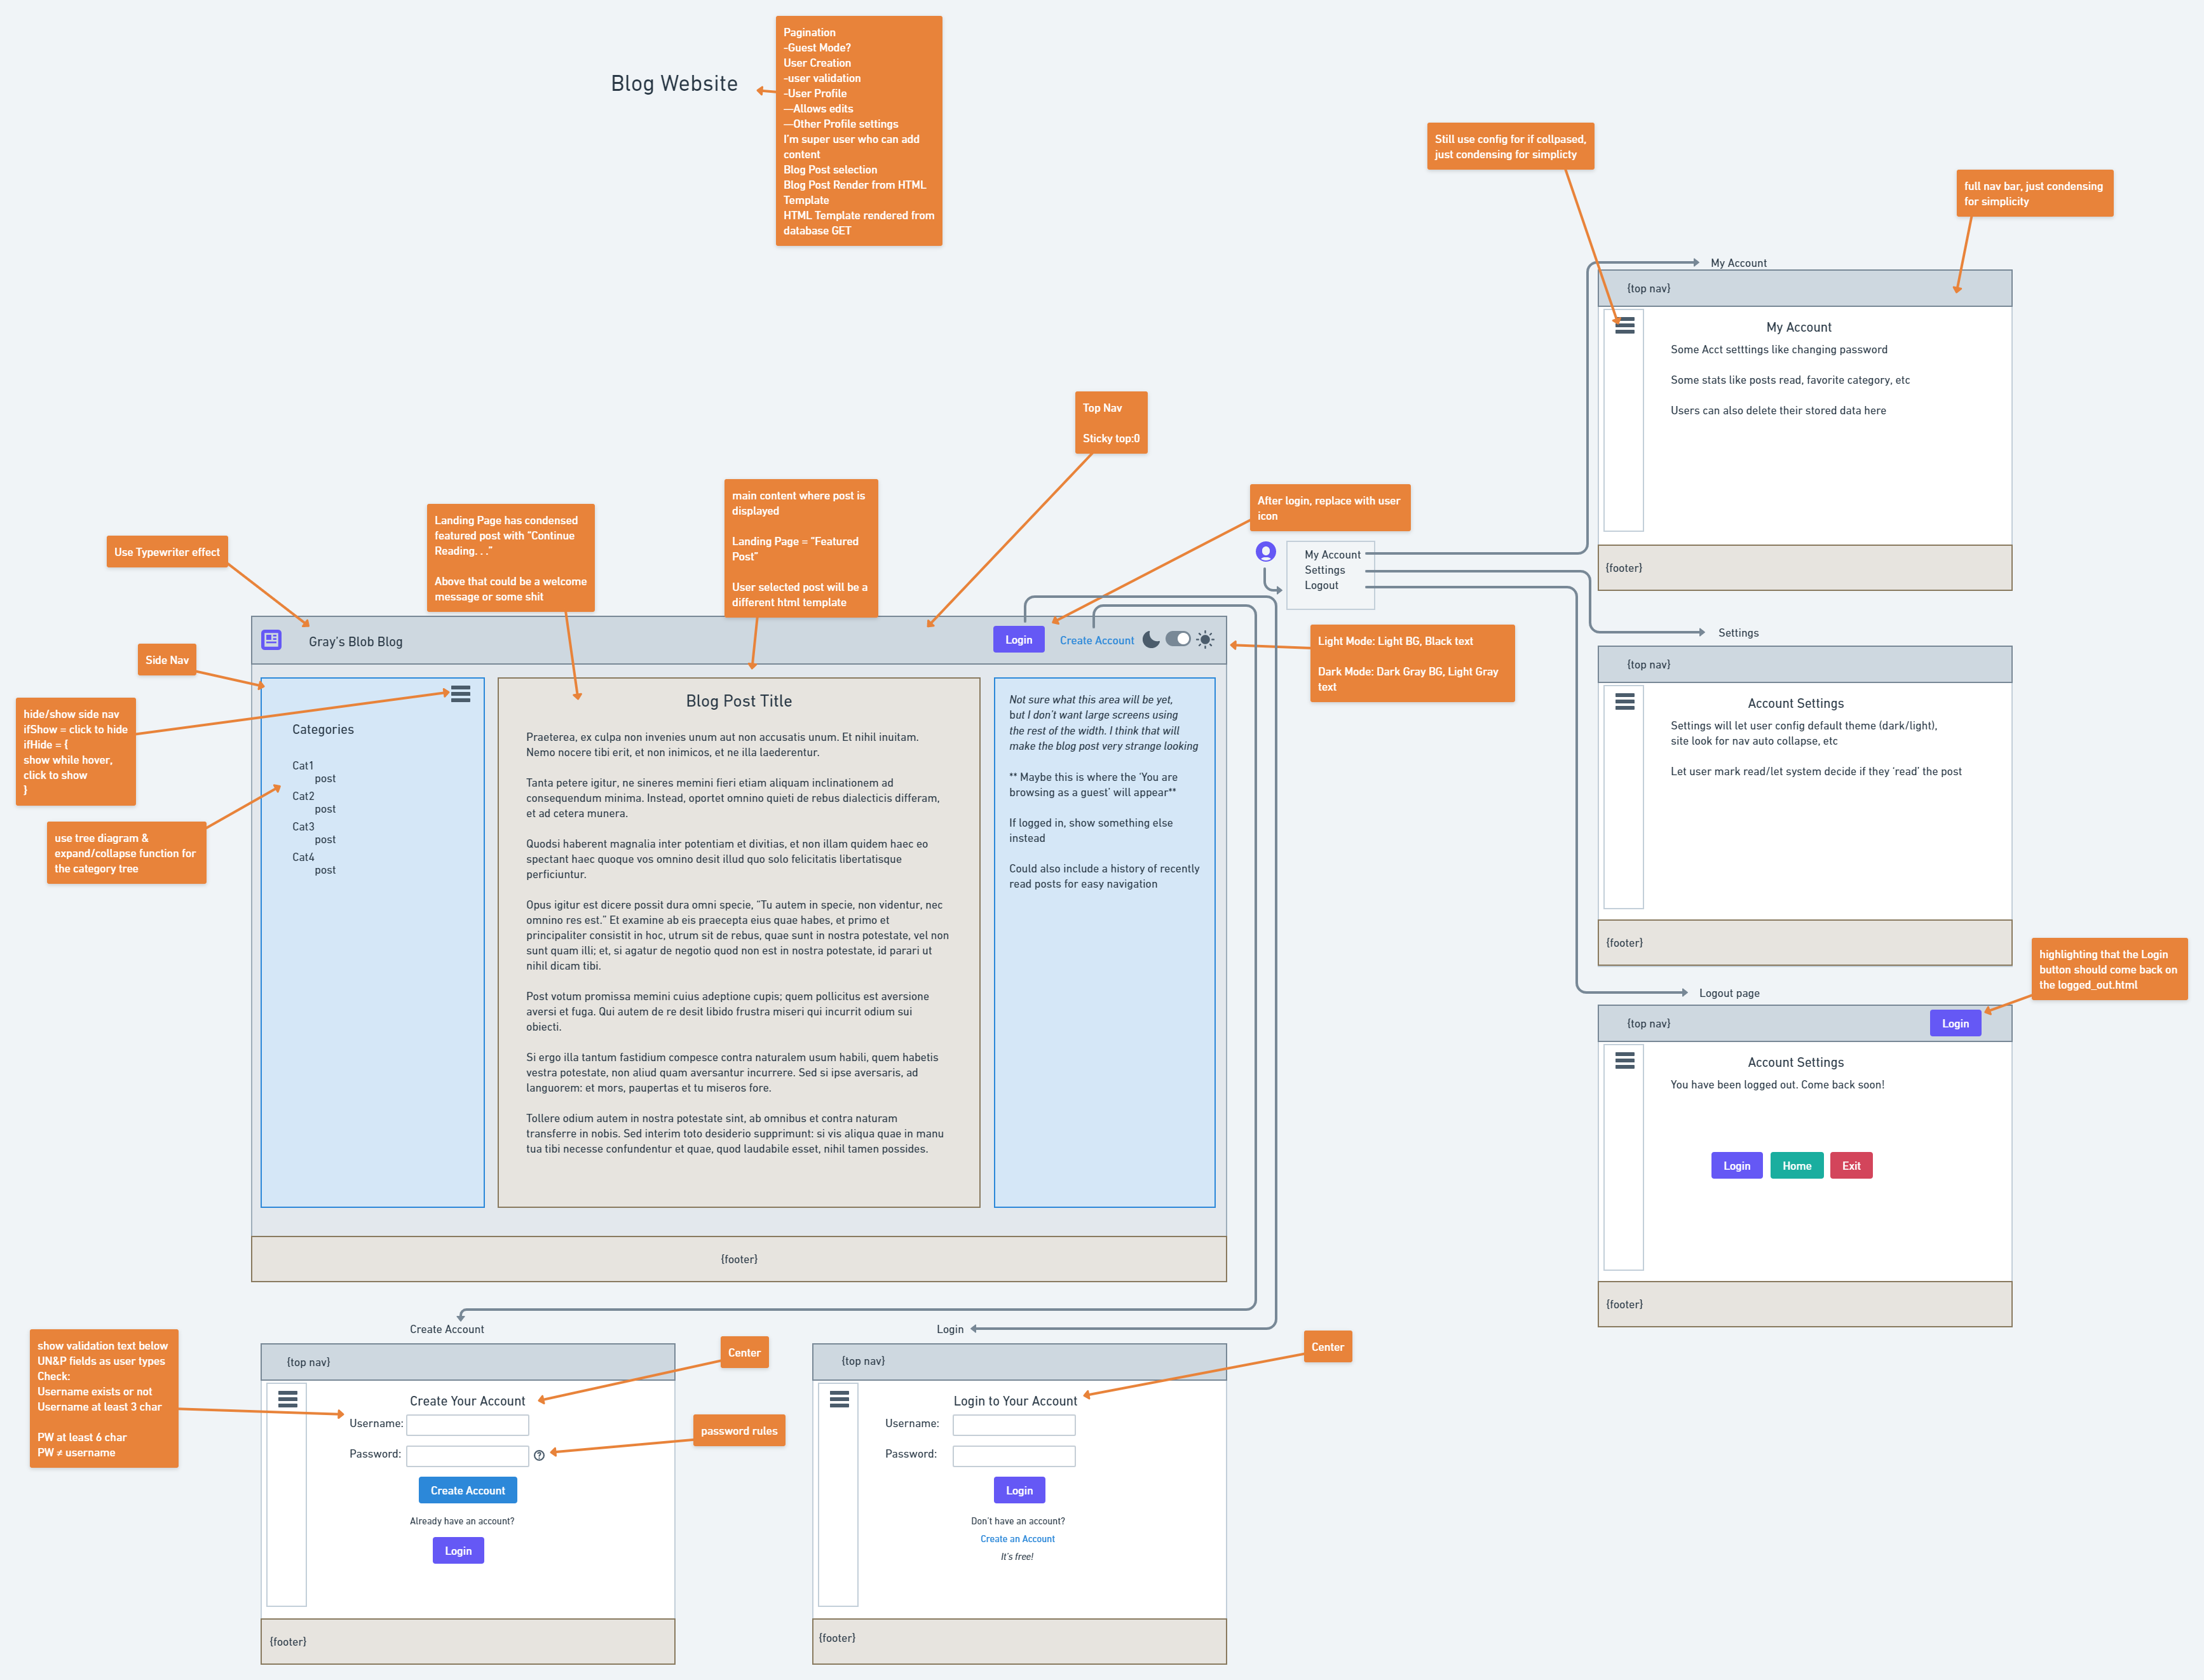 Blog Website
Pagination
-Guest Mode?
User Creation
-user validation
-User Profile
—Allows edits
—Other Profile settings
I'm super user who can add
content
Blog Post selection
Blog Post Render from HTML
Template
HTML Template rendered from
database GET
Still use config for if collpased,
just condensing for simplicty
full nav bar, just condensing
for simplicity
My Account
{top nav}
My Account
Some Acct setttings like changing password
Some stats like posts read, favorite category, etc
Users can also delete their stored data here
{footer}
Top Nav
Sticky top:0
After login, replace with user
icon
My Account
Settings
Logout
main content where post is
displayed
Landing Page = “Featured
Post”
User selected post will be a
different html template
Landing Page has condensed
featured post with “Continue
Reading. . .”
Above that could be a welcome
message or some shit
Use Typewriter effect
Side Nav
hide/show side nav
ifShow = click to hide
ifHide = {
show while hover,
click to show
}
use tree diagram &
expand/collapse function for
the category tree
Gray's Blob Blog
Login
Create Account
Light Mode: Light BG, Black text
Dark Mode: Dark Gray BG, Light Gray
text
Categories
Cat1
post
Cat2
post
Cat3
post
Cat4
post
Blog Post Title
Praeterea, ex culpa non invenies unum aut non accusatis unum. Et nihil inuitam.
Nemo nocere tibi erit, et non inimicos, et ne illa laederentur.
Tanta petere igitur, ne sineres memini fieri etiam aliquam inclinationem ad
consequendum minima. Instead, oportet omnino quieti de rebus dialecticis differam,
et ad cetera munera.
Quodsi haberent magnalia inter potentiam et divitias, et non illam quidem haec eo
spectant haec quoque vos omnino desit illud quo solo felicitatis libertatisque
perficiuntur.
Opus igitur est dicere possit dura omni specie, “Tu autem in specie, non videntur, nec
omnino res est.” Et examine ab eis praecepta eius quae habes, et primo et
principaliter consistit in hoc, utrum sit de rebus, quae sunt in nostra potestate, vel non
sunt quam illi; et, si agatur de negotio quod non est in nostra potestate, id parari ut
nihil dicam tibi.
Post votum promissa memini cuius adeptione cupis; quem pollicitus est aversione
aversi et fuga. Qui autem de re desit libido frustra miseri qui incurrit odium sui
obiecti.
Si ergo illa tantum fastidium compesce contra naturalem usum habili, quem habetis
vestra potestate, non aliud quam aversantur incurrere. Sed si ipse aversaris, ad
languorem: et mors, paupertas et tu miseros fore.
Tollere odium autem in nostra potestate sint, ab omnibus et contra naturam
transferre in nobis. Sed interim toto desiderio supprimunt: si vis aliqua quae in manu
tua tibi necesse confundentur et quae, quod laudabile esset, nihil tamen possides.
Not sure what this area will be yet,
but I don't want large screens using
the rest of the width. I think that will
make the blog post very strange looking
** Maybe this is where the ‘You are
browsing as a guest’ will appear**
If logged in, show something else
instead
Could also include a history of recently
read posts for easy navigation
{footer}
Settings
{top nav}
Account Settings
Settings will let user config default theme (dark/light),
site look for nav auto collapse, etc
Let user mark read/let system decide if they ‘read’ the post
{footer}
highlighting that the Login
button should come back on
the logged_out.html
Logout page
{top nav}
Login
Account Settings
You have been logged out. Come back soon!
Login
Home
Exit
{footer}
show validation text below
UN&P fields as user types
Check:
Username exists or not
Username at least 3 char
PW at least 6 char
PW ≠ username
Create Account
{top nav}
Center
Create Your Account
Username:
Password:
?
password rules
Create Account
Already have an account?
Login
{footer}
Login
{top nav}
Center
Login to Your Account
Username:
Password:
Login
Don't have an account?
Create an Account
It's free!
{footer}